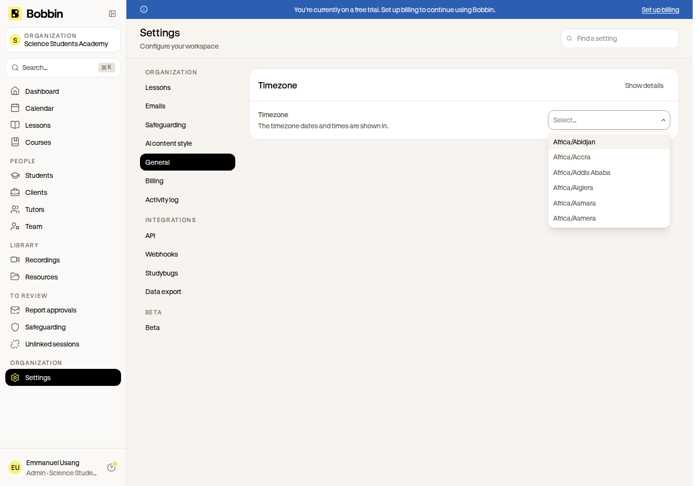 Bobbin
You're currently on a free trial. Set up billing to continue using Bobbin.
Set up billing
S
ORGANIZATION
Science Students Academy
Search...
⌘ K
Dashboard
Calendar
Lessons
Courses
PEOPLE
Students
Clients
Tutors
Team
LIBRARY
Recordings
Resources
TO REVIEW
Report approvals
Safeguarding
Unlinked sessions
ORGANIZATION
Settings
EU
Emmanuel Usang
Admin · Science Stude...
Settings
Configure your workspace
Find a setting
ORGANIZATION
Lessons
Emails
Safeguarding
AI content style
General
Billing
Activity log
INTEGRATIONS
API
Webhooks
Studybugs
Data export
BETA
Beta
Timezone
Show details
Timezone
The timezone dates and times are shown in.
Select...
Africa/Abidjan
Africa/Accra
Africa/Addis Ababa
Africa/Algiers
Africa/Asmara
Africa/Asmera